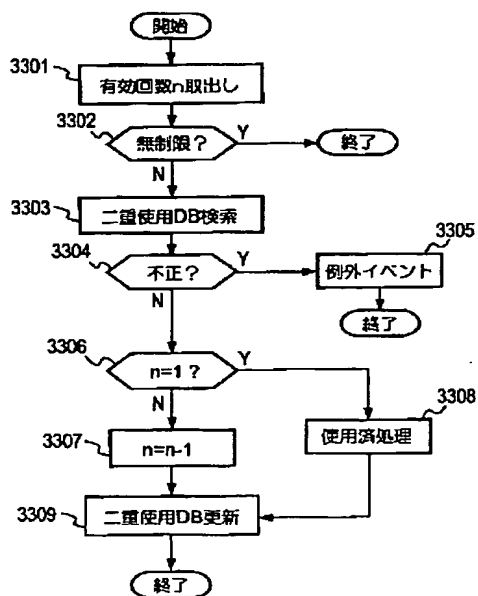 開始
3301
有効回数n取出し
3302
無制限?
Y
終了
N
3303
二重使用DB検索
3304
不正?
Y
3305
例外イベント
終了
N
3306
n=1?
Y
N
3307
n=n-1
3308
使用済処理
3309
二重使用DB更新
終了